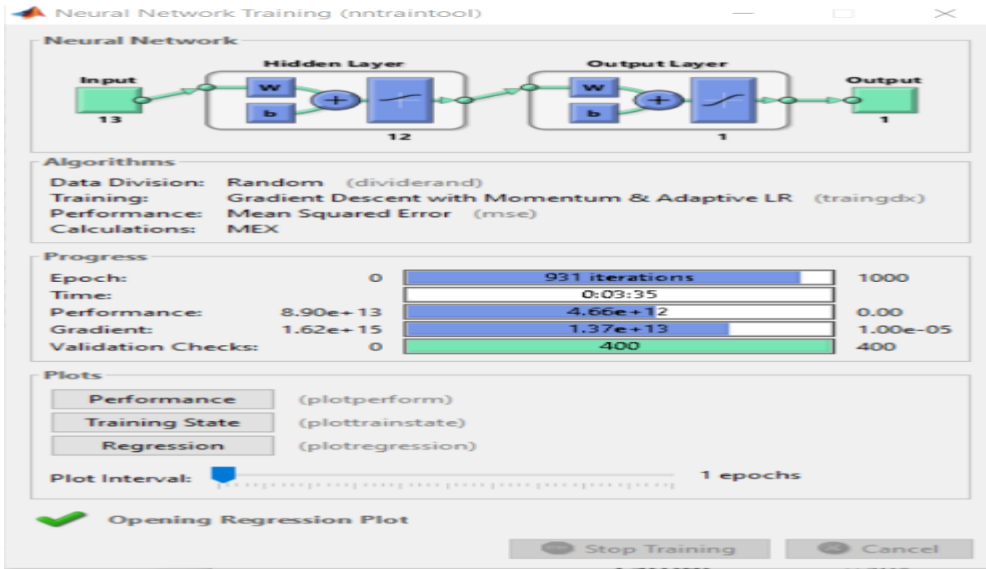 Neural Network Training (nntraintool)
Neural Network
Hidden Layer Output Layer
Input Output
W W
b b
13 12 1 1
Algorithms
Data Division: Random (dividerand)
Training: Gradient Descent with Momentum & Adaptive LR (traingdx)
Performance: Mean Squared Error (mse)
Calculations: MEX
Progress
Epoch: 0 931 iterations 1000
Time: 0:03:35
Performance: 8.90e+13 4.66e+12 0.00
Gradient: 1.62e+15 1.37e+13 1.00e-05
Validation Checks: 0 400 400
Plots
Performance (plotperform)
Training State (plottrainstate)
Regression (plotregression)
Plot Interval: 1 epochs
Opening Regression Plot
Stop Training Cancel